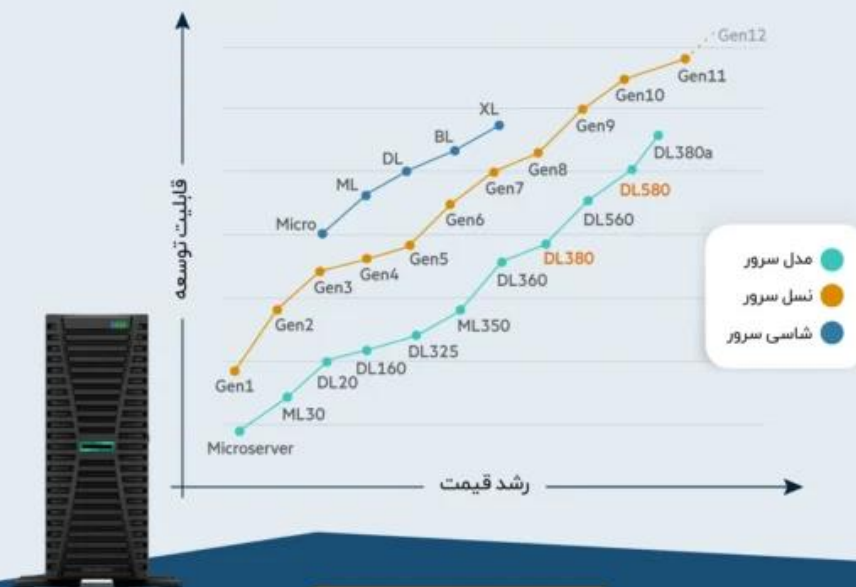 Gen12
Gen11
Gen10
Gen9
Gen8
Gen7
Gen6
Gen5
Gen4
Gen3
Gen2
Gen1
XL
BL
DL
ML
Micro
DL380a
DL580
DL560
DL380
DL360
ML350
DL325
DL160
DL20
ML30
Microserver
قابلیت توسعه
رشد قیمت
مدل سرور
نسل سرور
شاسی سرور